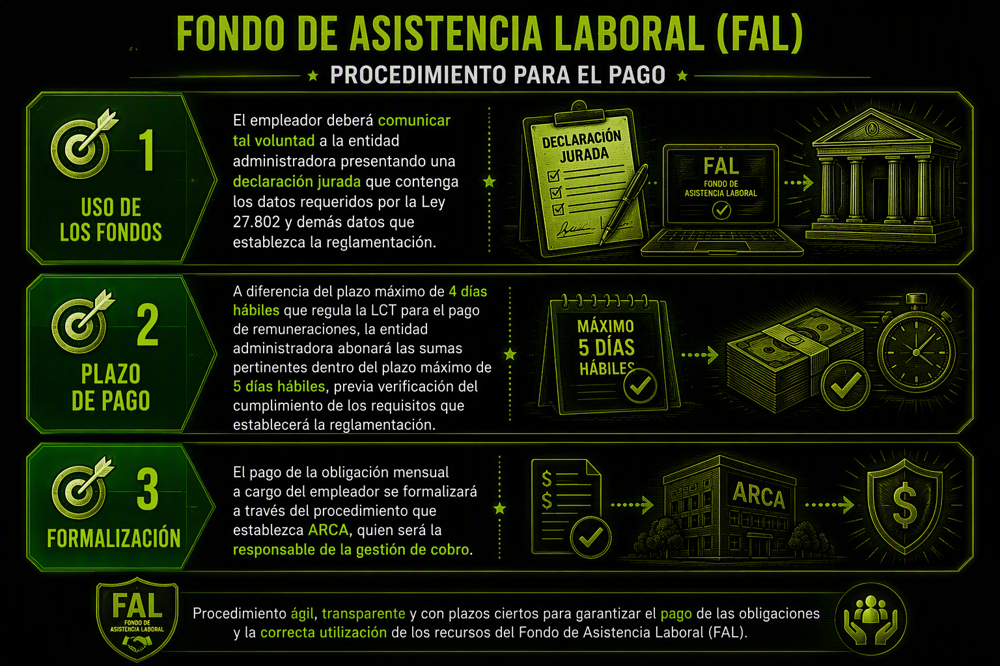 FONDO DE ASISTENCIA LABORAL (FAL)
PROCEDIMIENTO PARA EL PAGO
1
USO DE
LOS FONDOS
El empleador deberá comunicar
tal voluntad a la entidad
administradora presentando una
declaración jurada que contenga
los datos requeridos por la Ley
27.802 y demás datos que
establezca la reglamentación.
DECLARACIÓN
JURADA
FAL
FONDO DE
ASISTENCIA LABORAL
2
PLAZO
DE PAGO
A diferencia del plazo máximo de 4 días
hábiles que regula la LCT para el pago
de remuneraciones, la entidad
administradora abonará las sumas
pertinentes dentro del plazo máximo de
5 días hábiles, previa verificación del
cumplimiento de los requisitos que
establecerá la reglamentación.
MÁXIMO
5 DÍAS
HÁBILES
3
FORMALIZACIÓN
El pago de la obligación mensual
a cargo del empleador se formalizará
a través del procedimiento que
establezca ARCA, quien será la
responsable de la gestión de cobro.
$
$
ARCA
$
FAL
FONDO DE
ASISTENCIA LABORAL
Procedimiento ágil, transparente y con plazos ciertos para garantizar el pago de las obligaciones
y la correcta utilización de los recursos del Fondo de Asistencia Laboral (FAL).